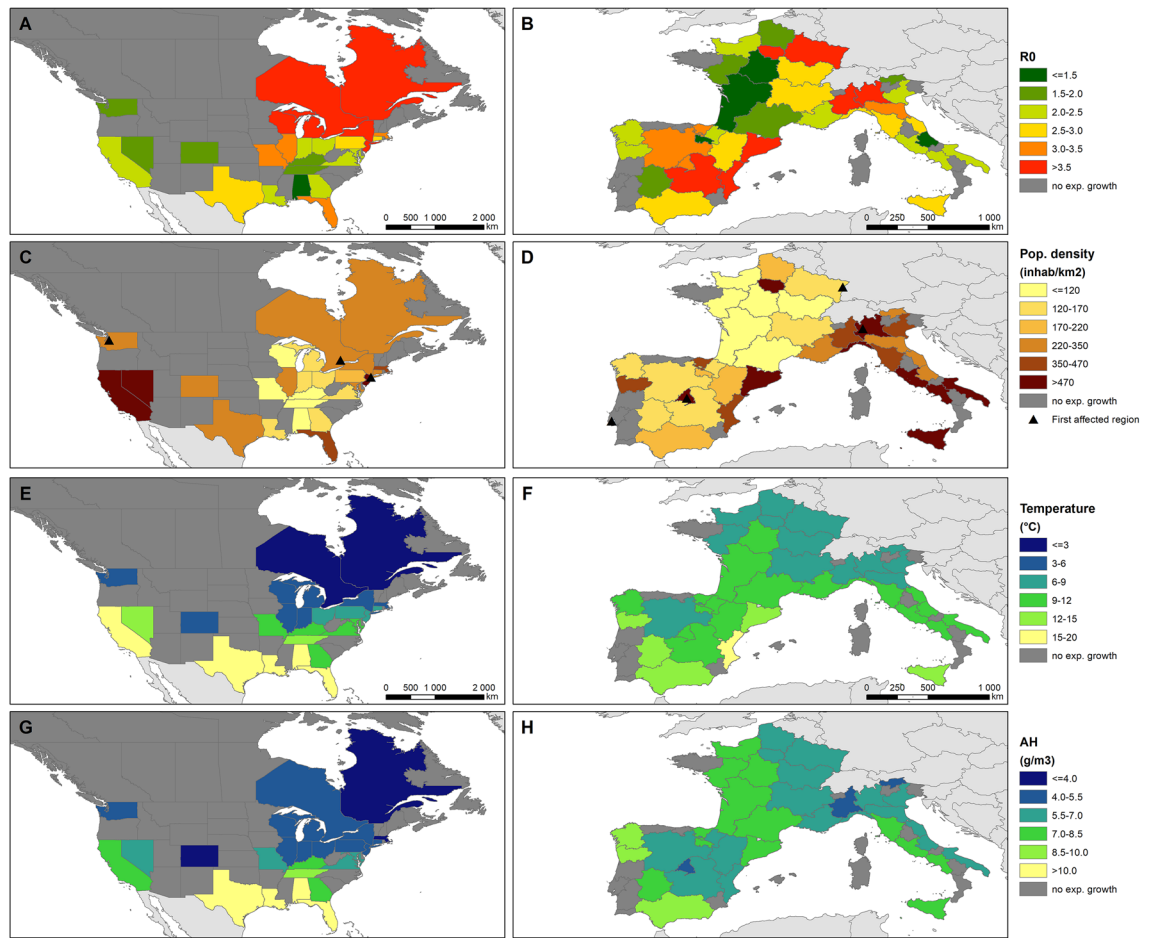 A
B
R0
<=1.5
1.5-2.0
2.0-2.5
2.5-3.0
3.0-3.5
>3.5
no exp. growth
0 500 1 000 2 000
km
0 250 500 1 000
km
C
D
Pop. density
(inhab/km2)
<=120
120-170
170-220
220-350
350-470
>470
no exp. growth
First affected region
E
F
Temperature
(°C)
<=3
3-6
6-9
9-12
12-15
15-20
no exp. growth
0 500 1 000 2 000
km
0 250 500 1 000
km
G
H
AH
(g/m3)
<=4.0
4.0-5.5
5.5-7.0
7.0-8.5
8.5-10.0
>10.0
no exp. growth